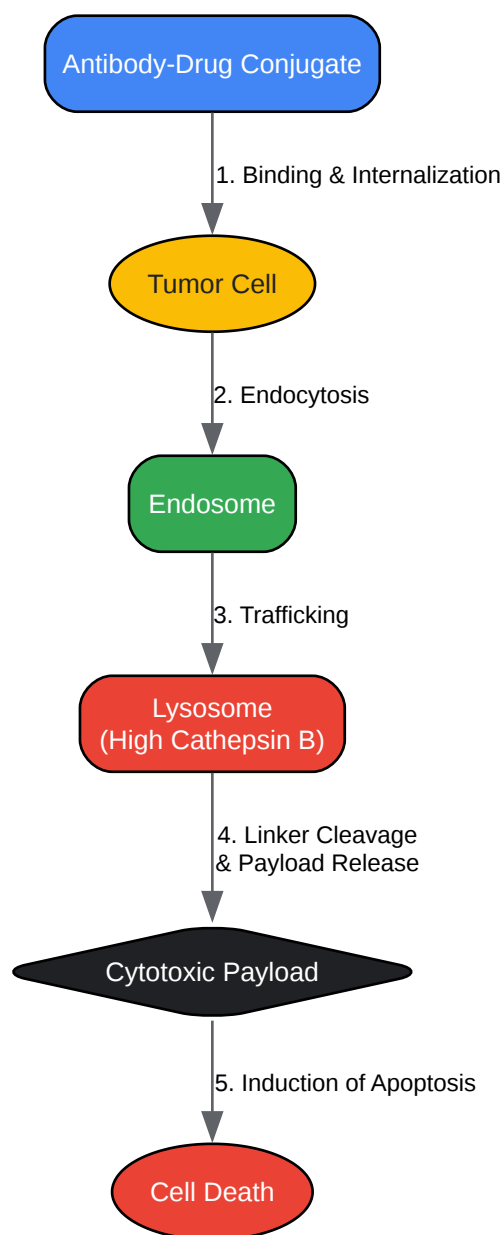 Antibody-Drug Conjugate
1. Binding & Internalization
Tumor Cell
2. Endocytosis
Endosome
3. Trafficking
Lysosome
(High Cathepsin B)
4. Linker Cleavage
& Payload Release
Cytotoxic Payload
5. Induction of Apoptosis
Cell Death